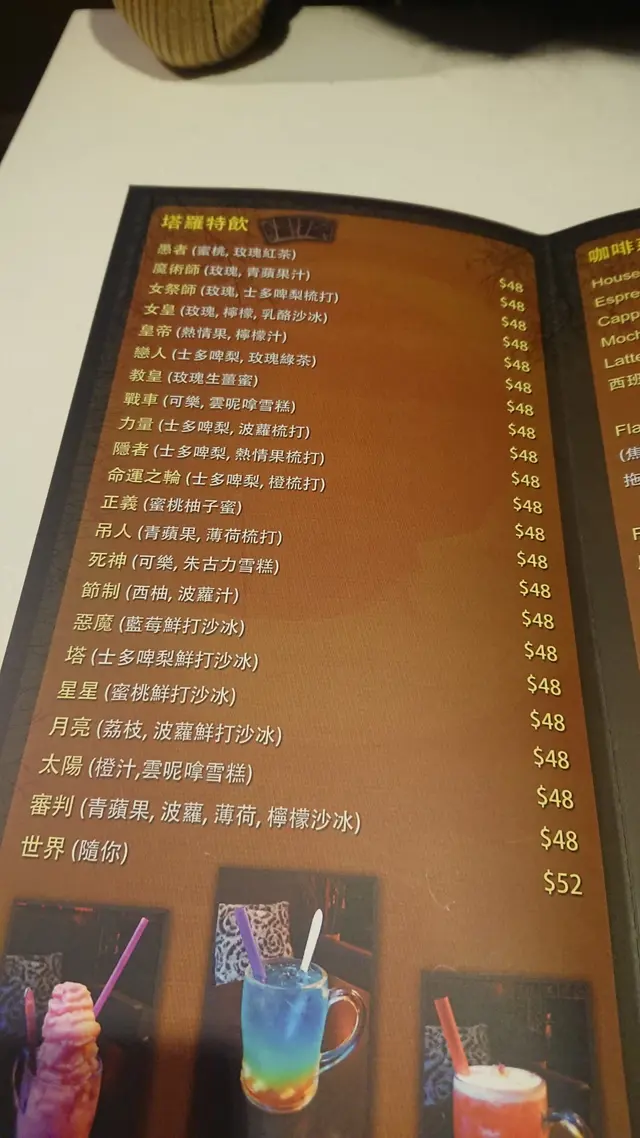 塔羅特飲
愚者 (蜜桃, 玫瑰紅茶) $48
魔術師 (玫瑰, 青蘋果汁) $48
女祭師 (玫瑰, 士多啤梨梳打) $48
女皇 (玫瑰, 檸檬, 乳酪沙冰) $48
皇帝 (熱情果, 檸檬汁) $48
戀人 (士多啤梨, 玫瑰綠茶) $48
教皇 (玫瑰生薑蜜) $48
戰車 (可樂, 雲呢嗱雪糕) $48
力量 (士多啤梨, 波蘿梳打) $48
隱者 (士多啤梨, 熱情果梳打) $48
命運之輪 (士多啤梨, 橙梳打) $48
正義 (蜜桃柚子蜜) $48
吊人 (青蘋果, 薄荷梳打) $48
死神 (可樂, 朱古力雪糕) $48
節制 (西柚, 波蘿汁) $48
惡魔 (藍莓鮮打沙冰) $48
塔 (士多啤梨鮮打沙冰) $48
星星 (蜜桃鮮打沙冰) $48
月亮 (荔枝, 波蘿鮮打沙冰) $48
太陽 (橙汁,雲呢嗱雪糕) $48
審判 (青蘋果, 波蘿, 薄荷, 檸檬沙冰) $48
世界 (隨你) $52
咖啡
House
Espre
Capp
Moch
Latte
西班
Fla
(焦
拖